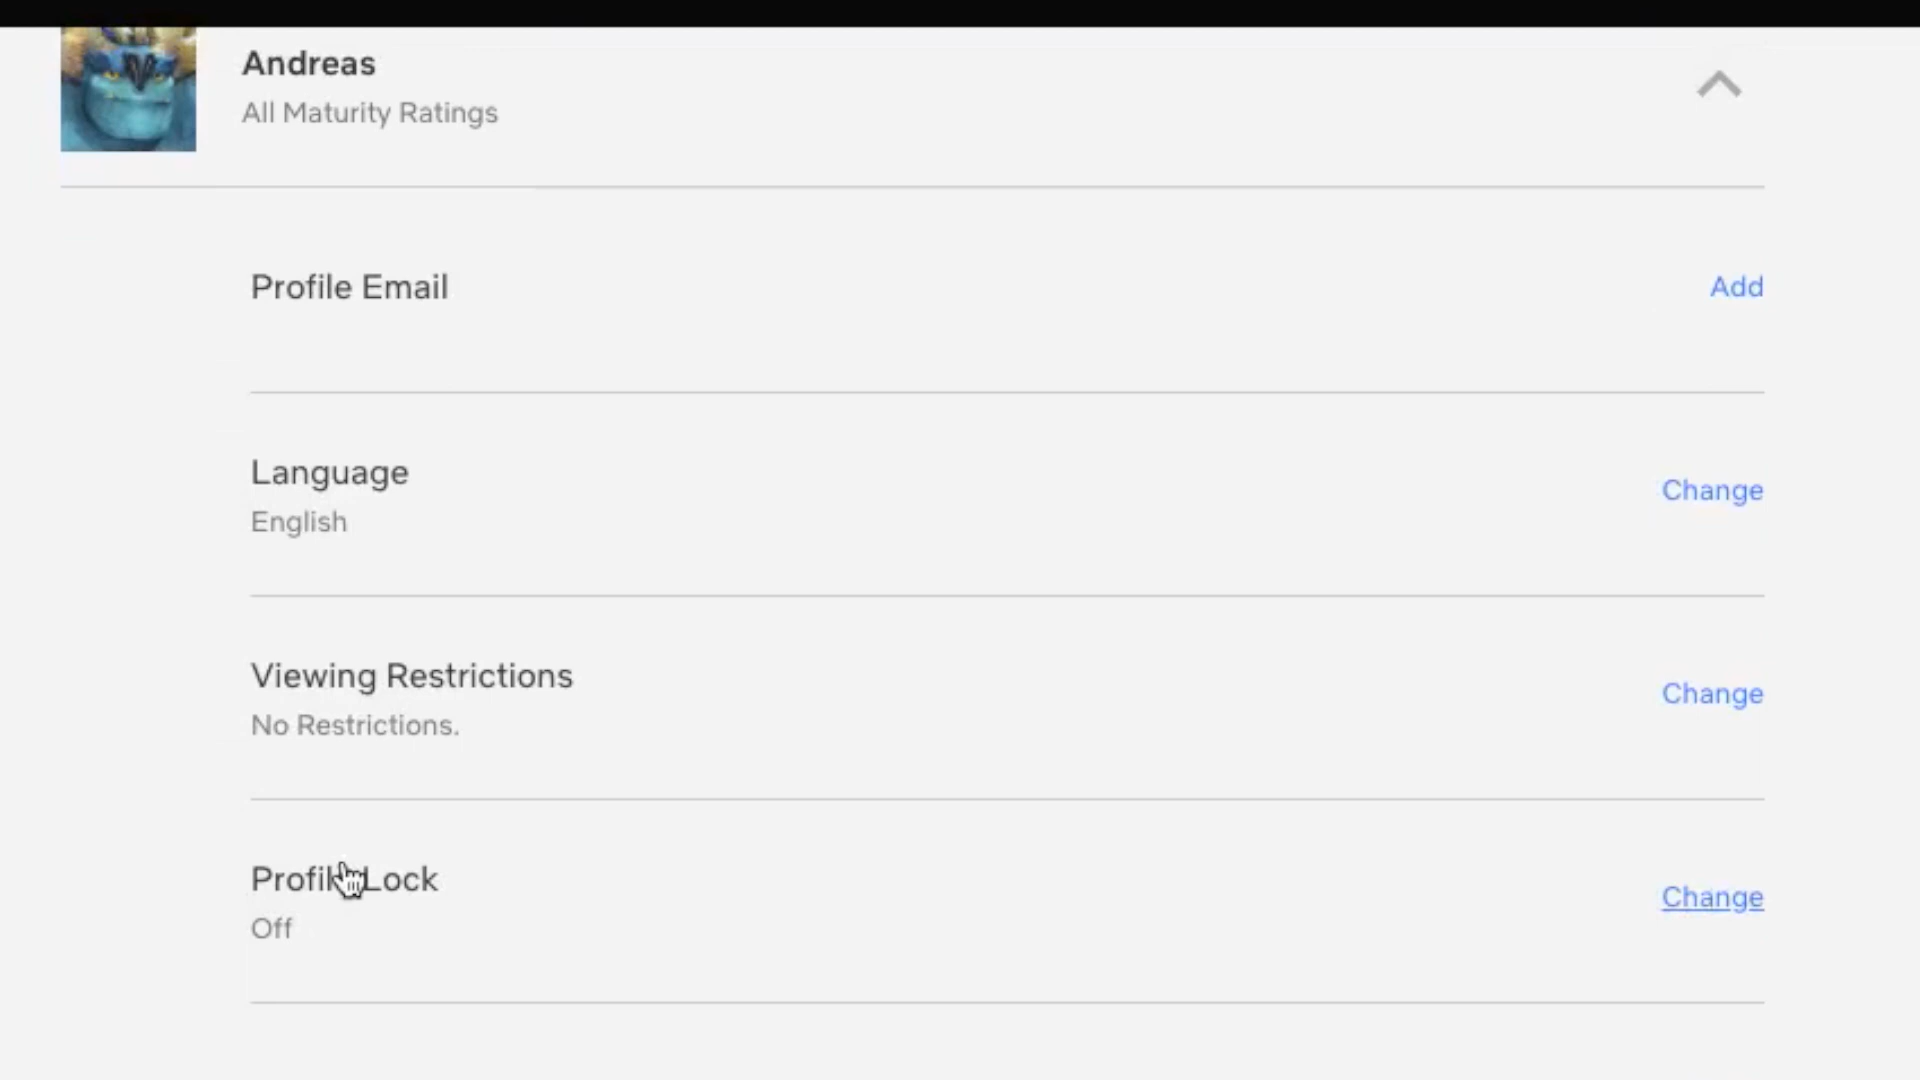 Andreas
All Maturity Ratings
Profile Email
Add
Language
English
Change
Viewing Restrictions
No Restrictions.
Change
Profile Lock
Off
Change